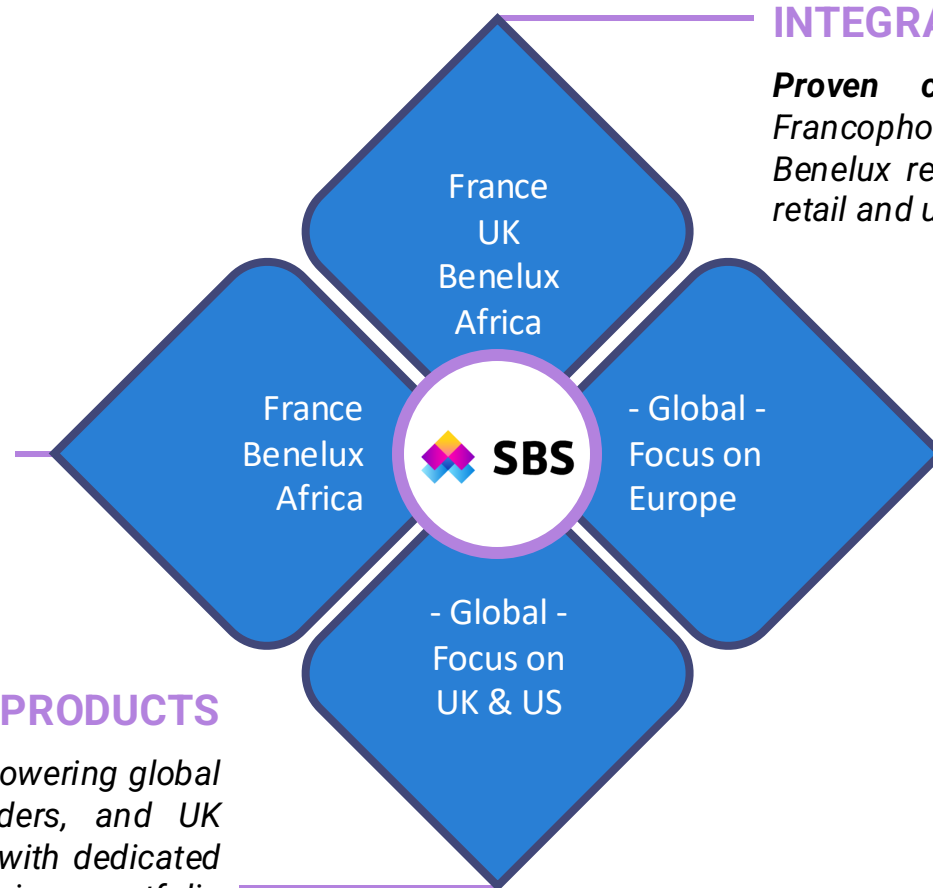 INTEGRA
Proven
Francopho
Benelux re
retail and u
France
UK
Benelux
Africa
France
Benelux
Africa
SBS
- Global -
Focus on
Europe
- Global -
Focus on
UK & US
PRODUCTS
owering global
ders, and UK
with dedicated